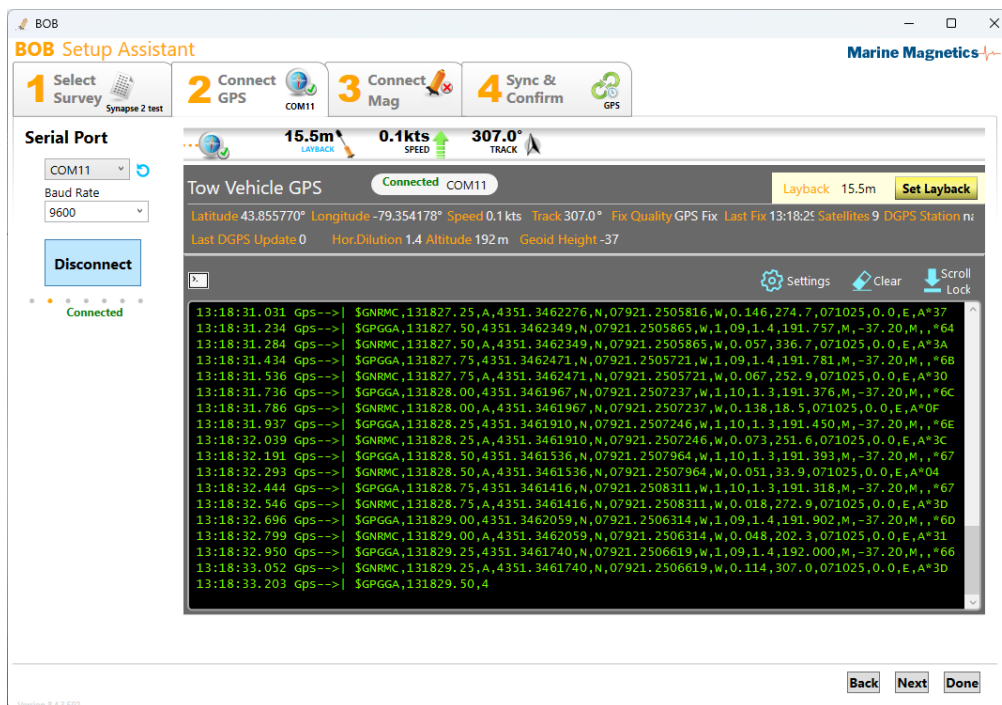 BOB
BOB Setup Assistant
Marine Magnetics
1 Select Survey Synapse 2 test
2 Connect GPS COM11
3 Connect Mag
4 Sync & Confirm GPS
Serial Port
COM11
Baud Rate
9600
Disconnect
Connected
15.5m LAYBACK
0.1kts SPEED
307.0° TRACK
Tow Vehicle GPS Connected COM11 Layback 15.5m Set Layback
Latitude 43.855770° Longitude -79.354178° Speed 0.1 kts Track 307.0° Fix Quality GPS Fix Last Fix 13:18:29 Satellites 9 DGPS Station na
Last DGPS Update 0 Hor.Dilution 1.4 Altitude 192 m Geoid Height -37
Settings Clear Scroll Lock
13:18:31.031 Gps-->| $GNRMC,131827.25,A,4351.3462276,N,07921.2505816,W,0.146,274.7,071025,0.0,E,A*37
13:18:31.234 Gps-->| $GPGGA,131827.50,4351.3462349,N,07921.2505865,W,1,09,1.4,191.757,M,-37.20,M,,*64
13:18:31.284 Gps-->| $GNRMC,131827.50,A,4351.3462349,N,07921.2505865,W,0.057,336.7,071025,0.0,E,A*3A
13:18:31.434 Gps-->| $GPGGA,131827.75,4351.3462471,N,07921.2505721,W,1,09,1.4,191.781,M,-37.20,M,,*6B
13:18:31.536 Gps-->| $GNRMC,131827.75,A,4351.3462471,N,07921.2505721,W,0.067,252.9,071025,0.0,E,A*30
13:18:31.736 Gps-->| $GPGGA,131828.00,4351.3461967,N,07921.2507237,W,1,10,1.3,191.376,M,-37.20,M,,*6C
13:18:31.786 Gps-->| $GNRMC,131828.00,A,4351.3461967,N,07921.2507237,W,0.138,18.5,071025,0.0,E,A*0F
13:18:31.937 Gps-->| $GPGGA,131828.25,4351.3461910,N,07921.2507246,W,1,10,1.3,191.450,M,-37.20,M,,*6E
13:18:32.039 Gps-->| $GNRMC,131828.25,A,4351.3461910,N,07921.2507246,W,0.073,251.6,071025,0.0,E,A*3C
13:18:32.191 Gps-->| $GPGGA,131828.50,4351.3461536,N,07921.2507964,W,1,10,1.3,191.393,M,-37.20,M,,*67
13:18:32.293 Gps-->| $GNRMC,131828.50,A,4351.3461536,N,07921.2507964,W,0.051,33.9,071025,0.0,E,A*04
13:18:32.444 Gps-->| $GPGGA,131828.75,4351.3461416,N,07921.2508311,W,1,10,1.3,191.318,M,-37.20,M,,*67
13:18:32.546 Gps-->| $GNRMC,131828.75,A,4351.3461416,N,07921.2508311,W,0.018,272.9,071025,0.0,E,A*3D
13:18:32.696 Gps-->| $GPGGA,131829.00,4351.3462059,N,07921.2506314,W,1,09,1.4,191.902,M,-37.20,M,,*6D
13:18:32.799 Gps-->| $GNRMC,131829.00,A,4351.3462059,N,07921.2506314,W,0.048,202.3,071025,0.0,E,A*31
13:18:32.950 Gps-->| $GPGGA,131829.25,4351.3461740,N,07921.2506619,W,1,09,1.4,192.000,M,-37.20,M,,*66
13:18:33.052 Gps-->| $GNRMC,131829.25,A,4351.3461740,N,07921.2506619,W,0.114,307.0,071025,0.0,E,A*3D
13:18:33.203 Gps-->| $GPGGA,131829.50,4
Back Next Done